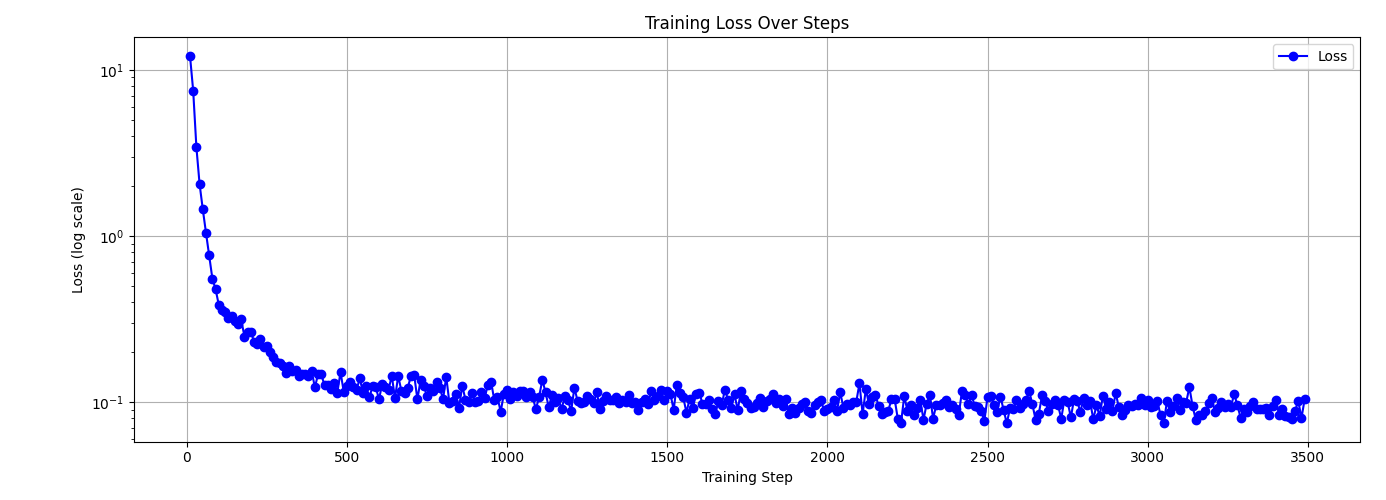 Training Loss Over Steps
Loss
10¹
10⁰
10⁻¹
Loss (log scale)
0 500 1000 1500 2000 2500 3000 3500
Training Step